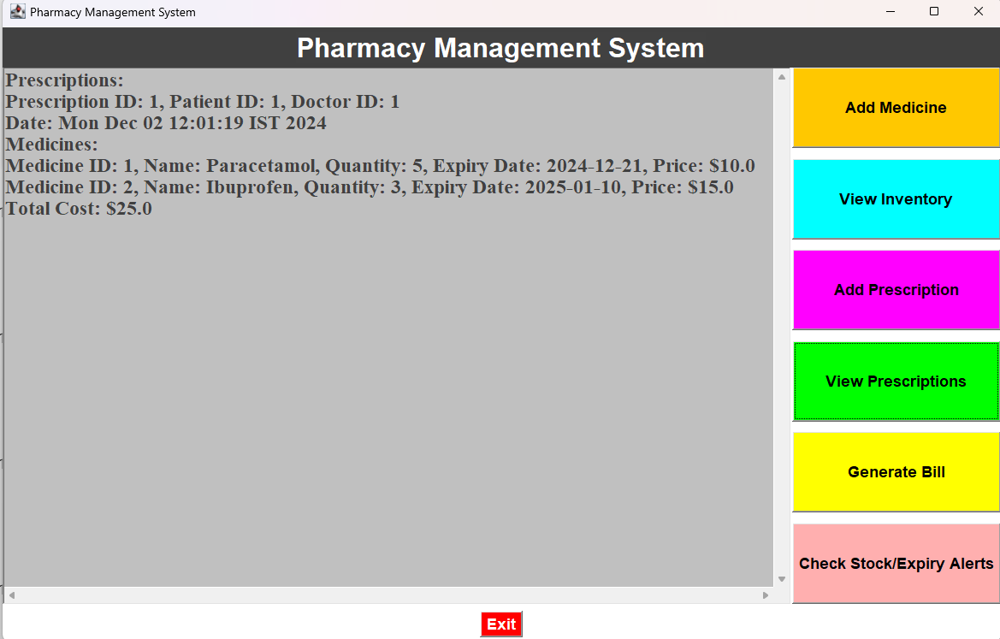 Pharmacy Management System
Pharmacy Management System
Prescriptions:
Prescription ID: 1, Patient ID: 1, Doctor ID: 1
Date: Mon Dec 02 12:01:19 IST 2024
Medicines:
Medicine ID: 1, Name: Paracetamol, Quantity: 5, Expiry Date: 2024-12-21, Price: $10.0
Medicine ID: 2, Name: Ibuprofen, Quantity: 3, Expiry Date: 2025-01-10, Price: $15.0
Total Cost: $25.0
Add Medicine
View Inventory
Add Prescription
View Prescriptions
Generate Bill
Check Stock/Expiry Alerts
Exit